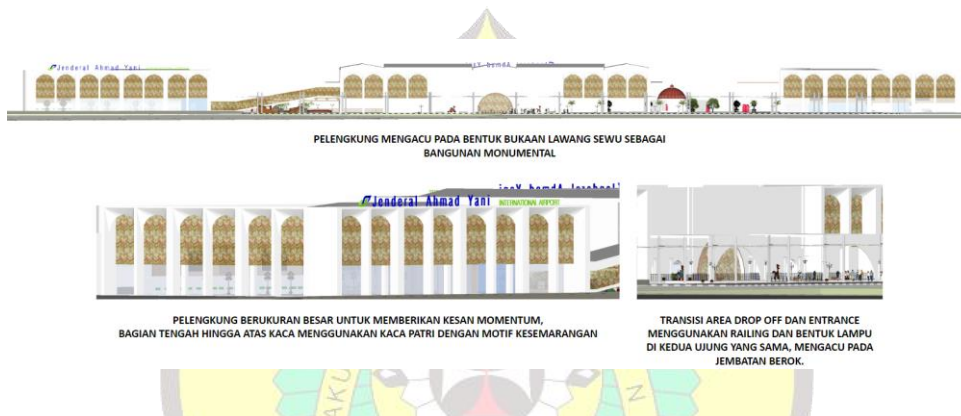 Jenderal Ahmad Yani
PELENGKUNG MENGACU PADA BENTUK BUKAAN LAWANG SEWU SEBAGAI
BANGUNAN MONUMENTAL
Jenderal Ahmad Yani INTERNATIONAL AIRPORT
PELENGKUNG BERUKURAN BESAR UNTUK MEMBERIKAN KESAN MOMENTUM,
BAGIAN TENGAH HINGGA ATAS KACA MENGGUNAKAN KACA PATRI DENGAN MOTIF KESEMARANGAN
TRANSISI AREA DROP OFF DAN ENTRANCE
MENGGUNAKAN RAILING DAN BENTUK LAMPU
DI KEDUA UJUNG YANG SAMA, MENGACU PADA
JEMBATAN BEROK.